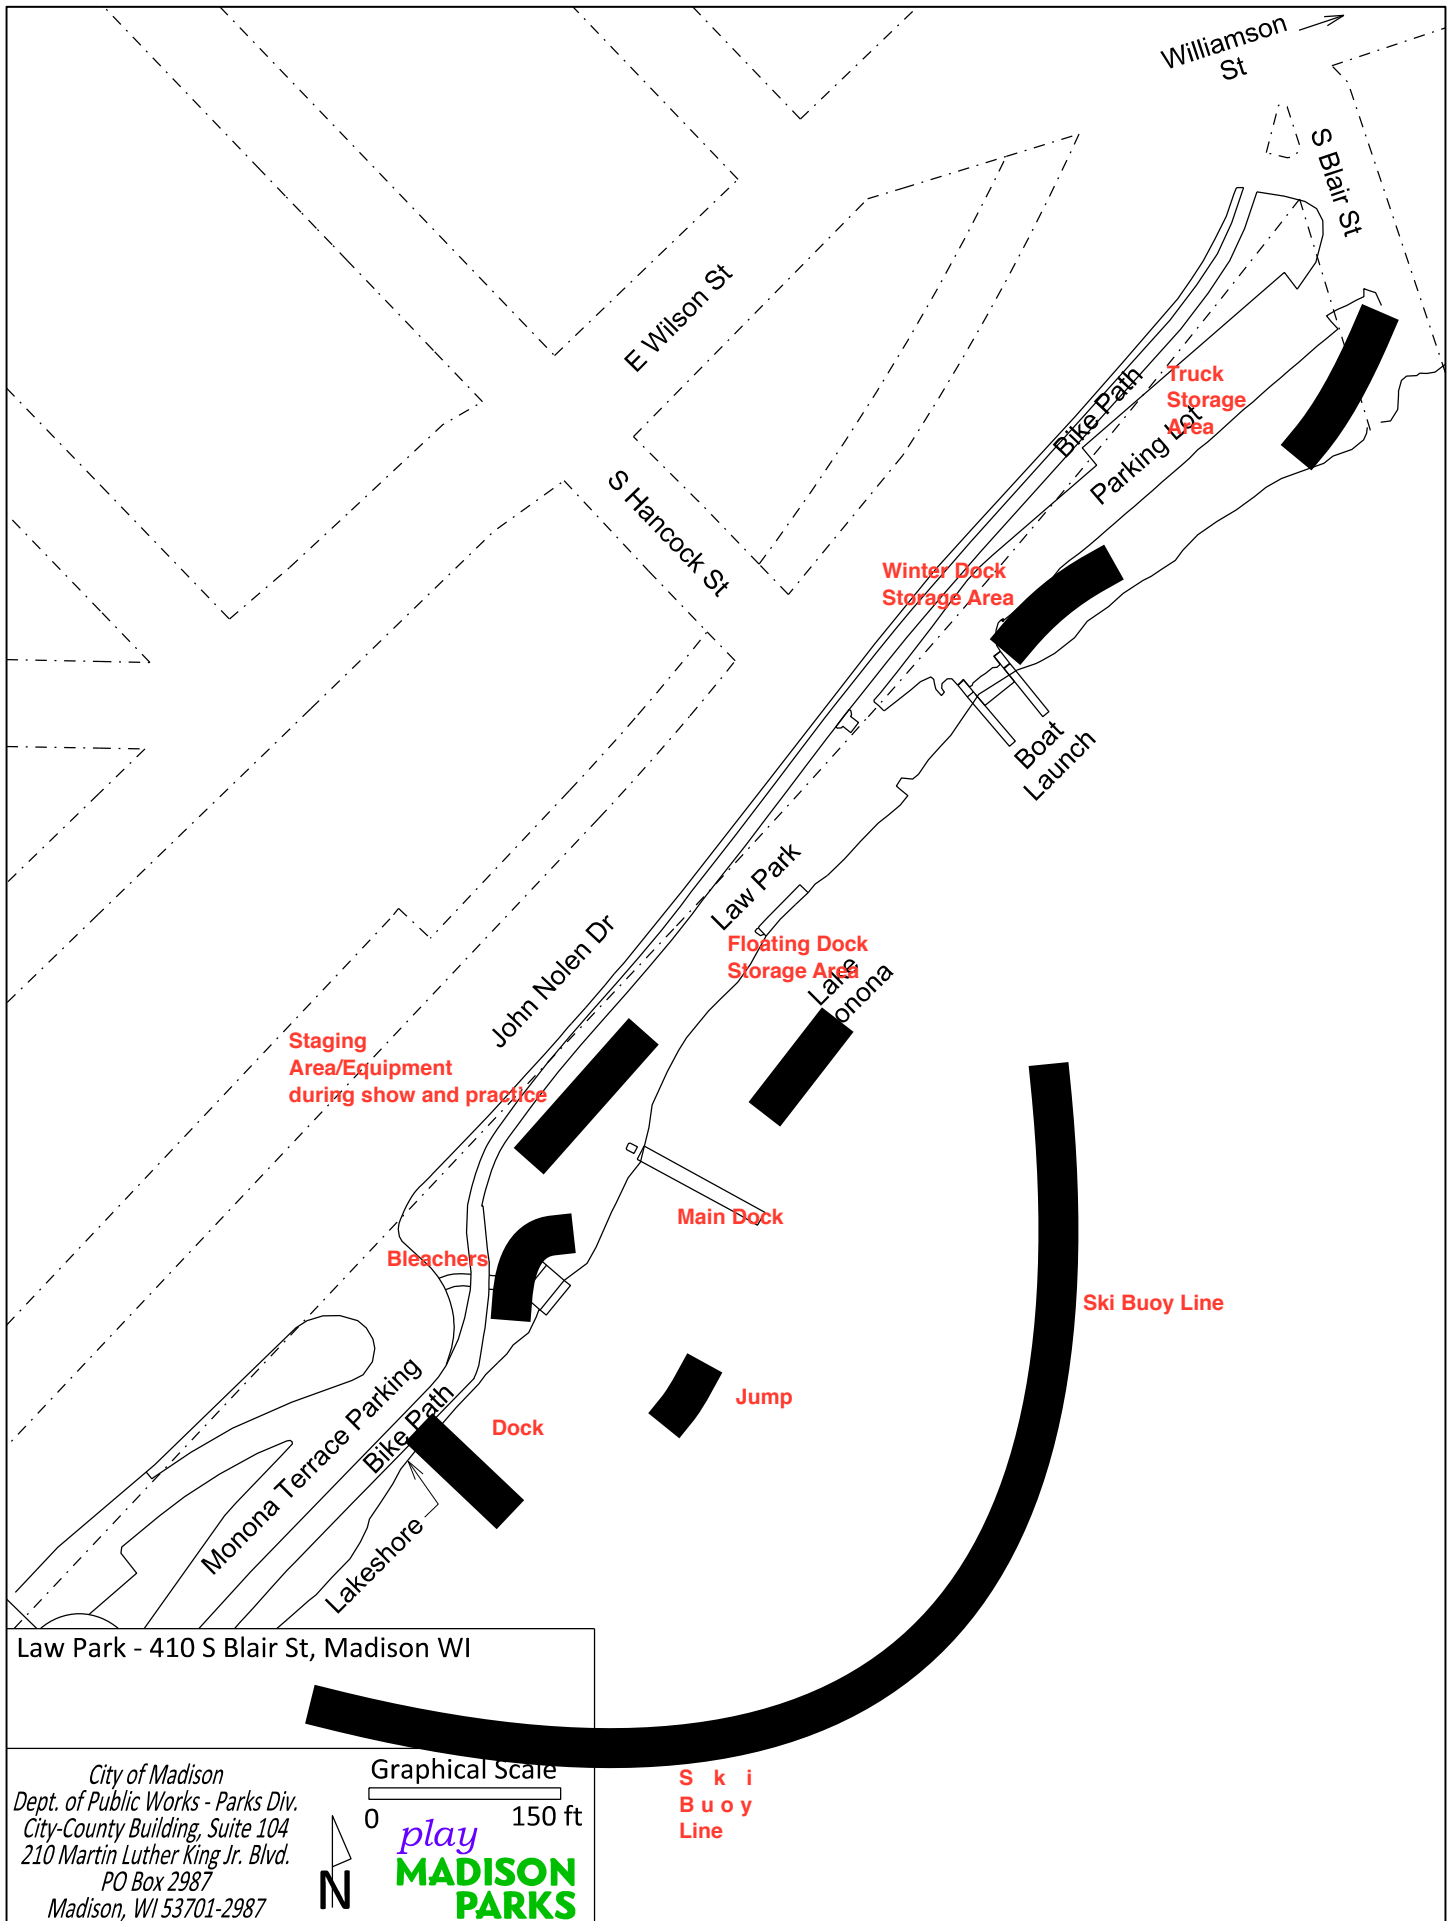 Williamson
St
S Blair St
E Wilson St
Bike Path
Truck
Storage
Area
Parking Lot
S Hancock St
Winter Dock
Storage Area
Boat
Launch
Law Park
John Nolen Dr
Floating Dock
Storage Area
Lake
onona
Staging
Area/Equipment
during show and practice
Main Dock
Bleachers
Ski Buoy Line
Jump
Dock
Monona Terrace Parking
Bike Path
Lakeshore
Law Park - 410 S Blair St, Madison WI
City of Madison
Dept. of Public Works - Parks Div.
City-County Building, Suite 104
210 Martin Luther King Jr. Blvd.
PO Box 2987
Madison, WI 53701-2987
N
Graphical Scale
0 150 ft
play
MADISON
PARKS
Ski
Buoy
Line